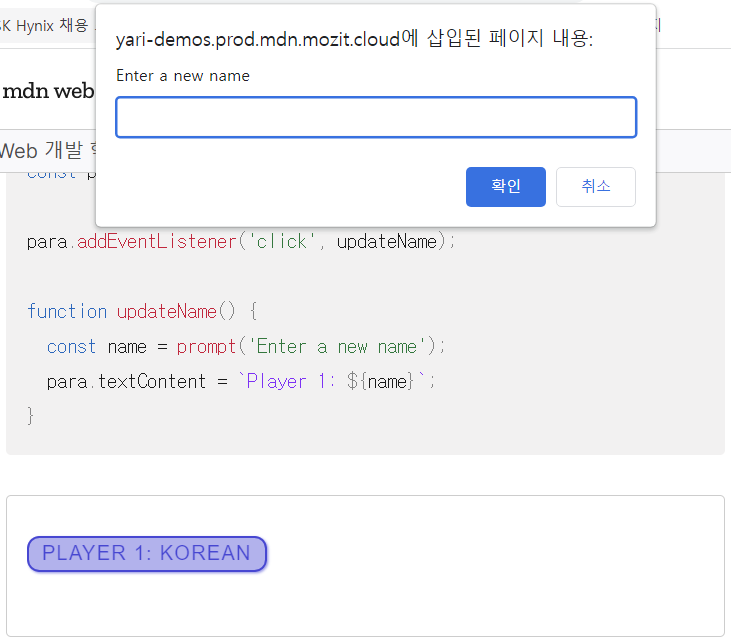 SK Hynix 채용
yari-demos.prod.mdn.mozit.cloud에 삽입된 페이지 내용:
Enter a new name
mdn web
확인
취소
Web 개발
const p
para.addEventListener('click', updateName);
function updateName() {
const name = prompt('Enter a new name');
para.textContent = `Player 1: ${name}`;
}
PLAYER 1: KOREAN